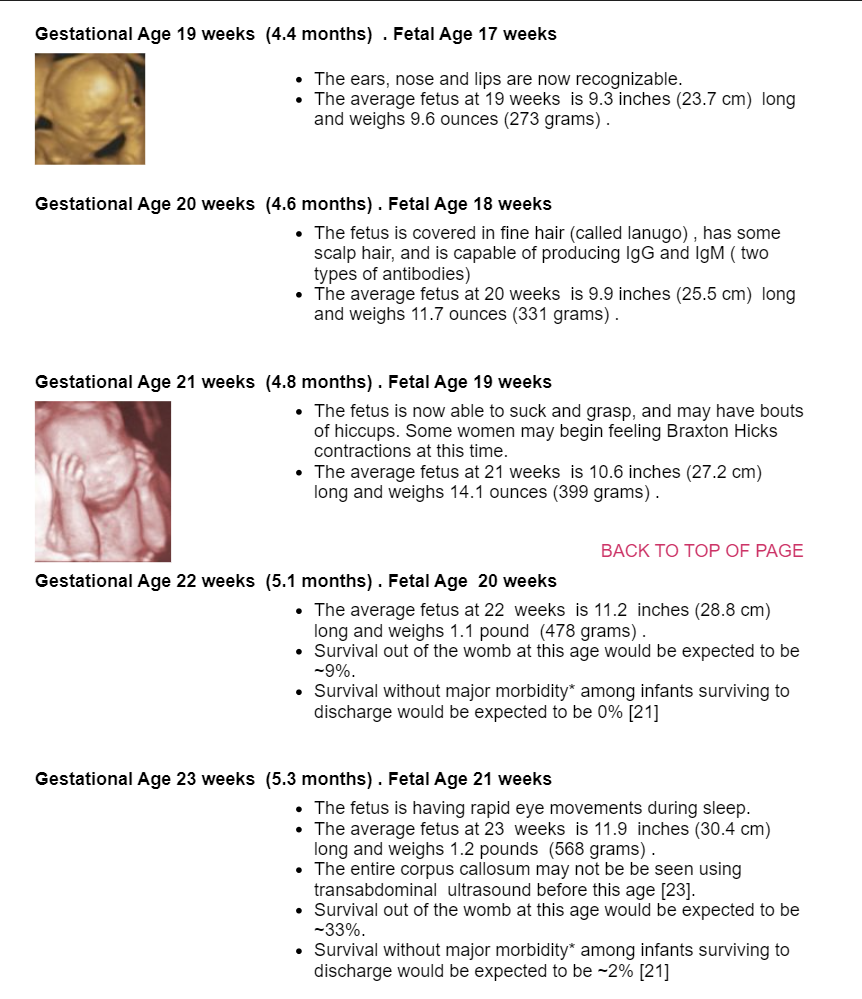 Gestational Age 19 weeks  (4.4 months)  . Fetal Age 17 weeks
• The ears, nose and lips are now recognizable.
• The average fetus at 19 weeks  is 9.3 inches (23.7 cm)  long
and weighs 9.6 ounces (273 grams) .
Gestational Age 20 weeks  (4.6 months) . Fetal Age 18 weeks
• The fetus is covered in fine hair (called lanugo) , has some
scalp hair, and is capable of producing IgG and IgM ( two
types of antibodies)
• The average fetus at 20 weeks  is 9.9 inches (25.5 cm)  long
and weighs 11.7 ounces (331 grams) .
Gestational Age 21 weeks  (4.8 months) . Fetal Age 19 weeks
• The fetus is now able to suck and grasp, and may have bouts
of hiccups. Some women may begin feeling Braxton Hicks
contractions at this time.
• The average fetus at 21 weeks  is 10.6 inches (27.2 cm)
long and weighs 14.1 ounces (399 grams) .
BACK TO TOP OF PAGE
Gestational Age 22 weeks  (5.1 months) . Fetal Age  20 weeks
• The average fetus at 22  weeks  is 11.2  inches (28.8 cm)
long and weighs 1.1 pound  (478 grams) .
• Survival out of the womb at this age would be expected to be
~9%.
• Survival without major morbidity* among infants surviving to
discharge would be expected to be 0% [21]
Gestational Age 23 weeks  (5.3 months) . Fetal Age 21 weeks
• The fetus is having rapid eye movements during sleep.
• The average fetus at 23  weeks  is 11.9  inches (30.4 cm)
long and weighs 1.2 pounds  (568 grams) .
• The entire corpus callosum may not be be seen using
transabdominal  ultrasound before this age [23].
• Survival out of the womb at this age would be expected to be
~33%.
• Survival without major morbidity* among infants surviving to
discharge would be expected to be ~2% [21]